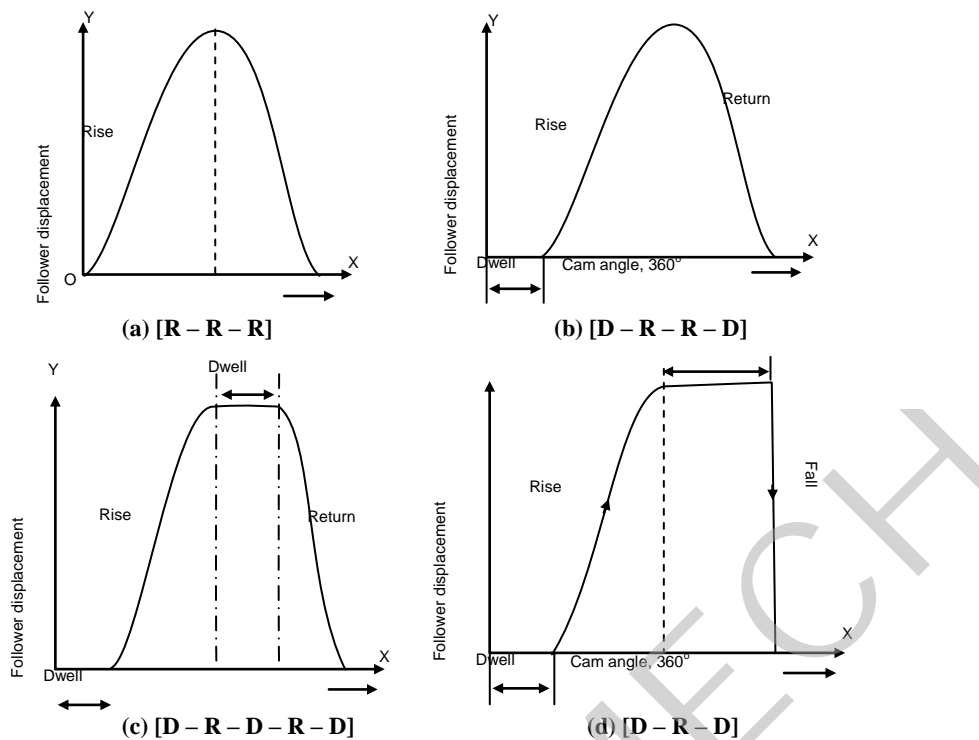 Y
Follower displacement
Rise
O
X
(a) [R – R – R]
Y
Follower displacement
Rise
Return
X
Dwell
Cam angle, 360°
(b) [D – R – R – D]
Y
Dwell
Follower displacement
Rise
Return
Dwell
X
(c) [D – R – D – R – D]
Follower displacement
Rise
Fall
X
Dwell
Cam angle, 360°
(d) [D – R – D]
MECH